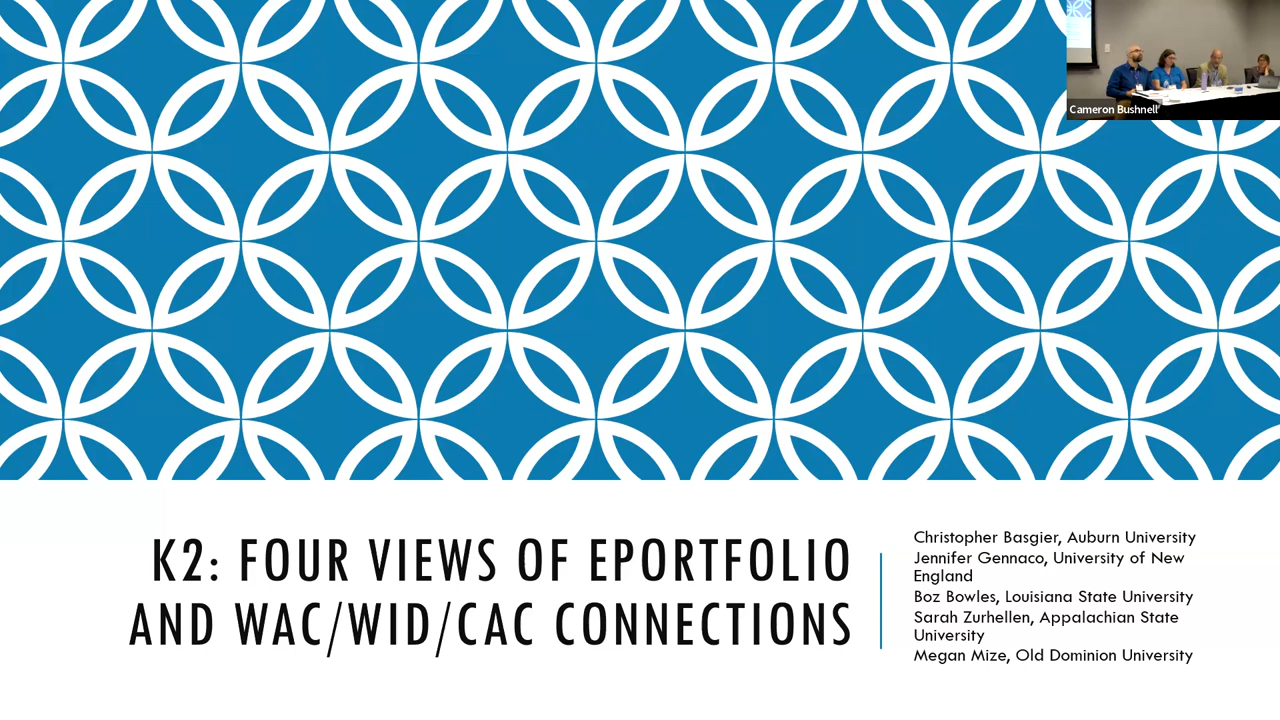 Cameron Bushnell
K2: FOUR VIEWS OF EPORTFOLIO
AND WAC/WID/CAC CONNECTIONS
Christopher Basgier, Auburn University
Jennifer Gennaco, University of New
England
Boz Bowles, Louisiana State University
Sarah Zurhellen, Appalachian State
University
Megan Mize, Old Dominion University